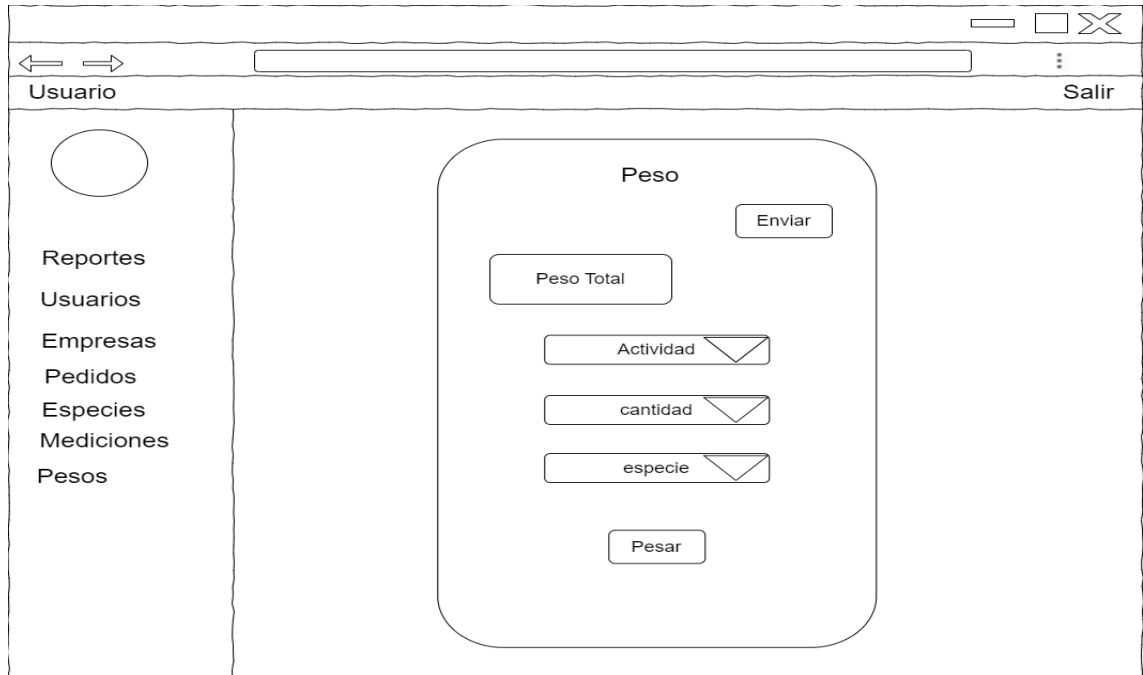 Usuario
Salir
Reportes
Usuarios
Empresas
Pedidos
Especies
Mediciones
Pesos
Peso
Enviar
Peso Total
Actividad
cantidad
especie
Pesar